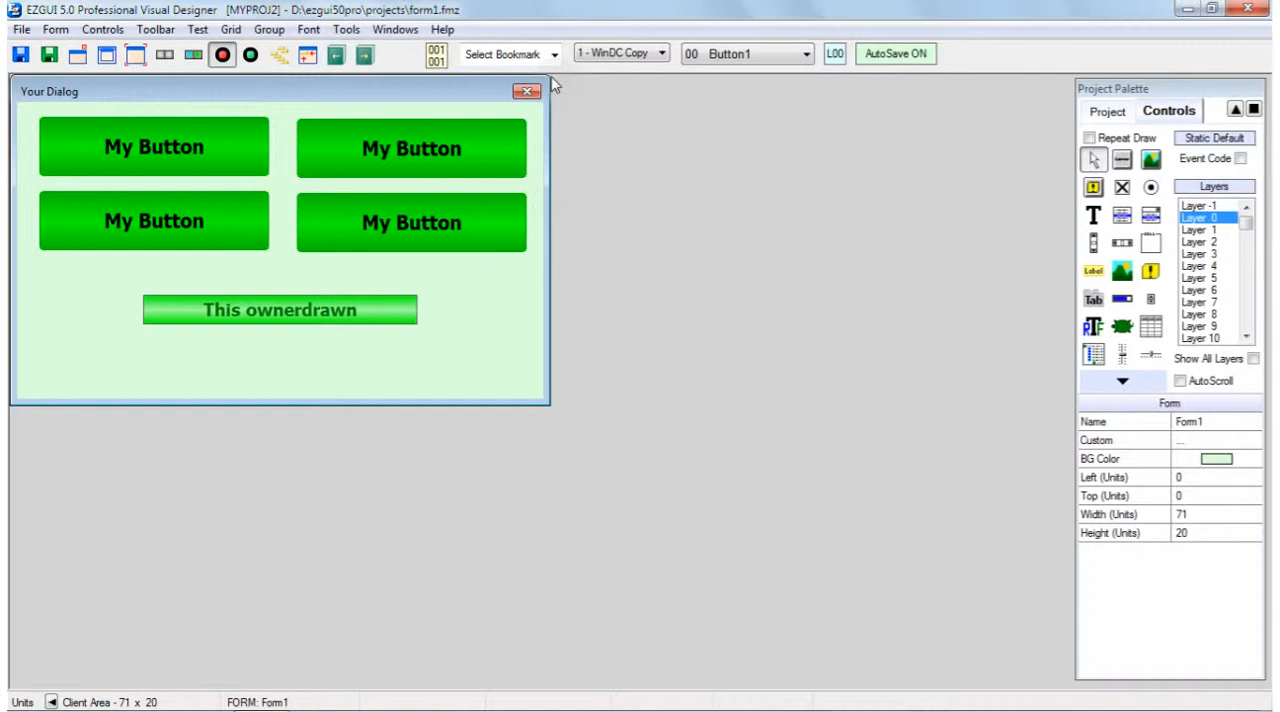 EZGUI 5.0 Professional Visual Designer [MYPROJ2] - D:\ezgui50pro\projects\form1.fmz
File Form Controls Toolbar Test Grid Group Font Tools Windows Help
001
001
Select Bookmark
1 - WinDC Copy
00 Button1
L00
AutoSave ON
Your Dialog
My Button
My Button
My Button
My Button
This ownerdrawn
Project Palette
Project Controls
Repeat Draw
Static Default
Event Code
Layers
Layer -1
Layer 0
Layer 1
Layer 2
Layer 3
Layer 4
Layer 5
Layer 6
Layer 7
Layer 8
Layer 9
Layer 10
T
Label
Tab
RTF
Show All Layers
AutoScroll
Form
Name Form1
Custom ...
BG Color
Left (Units) 0
Top (Units) 0
Width (Units) 71
Height (Units) 20
Units Client Area - 71 x 20 FORM: Form1